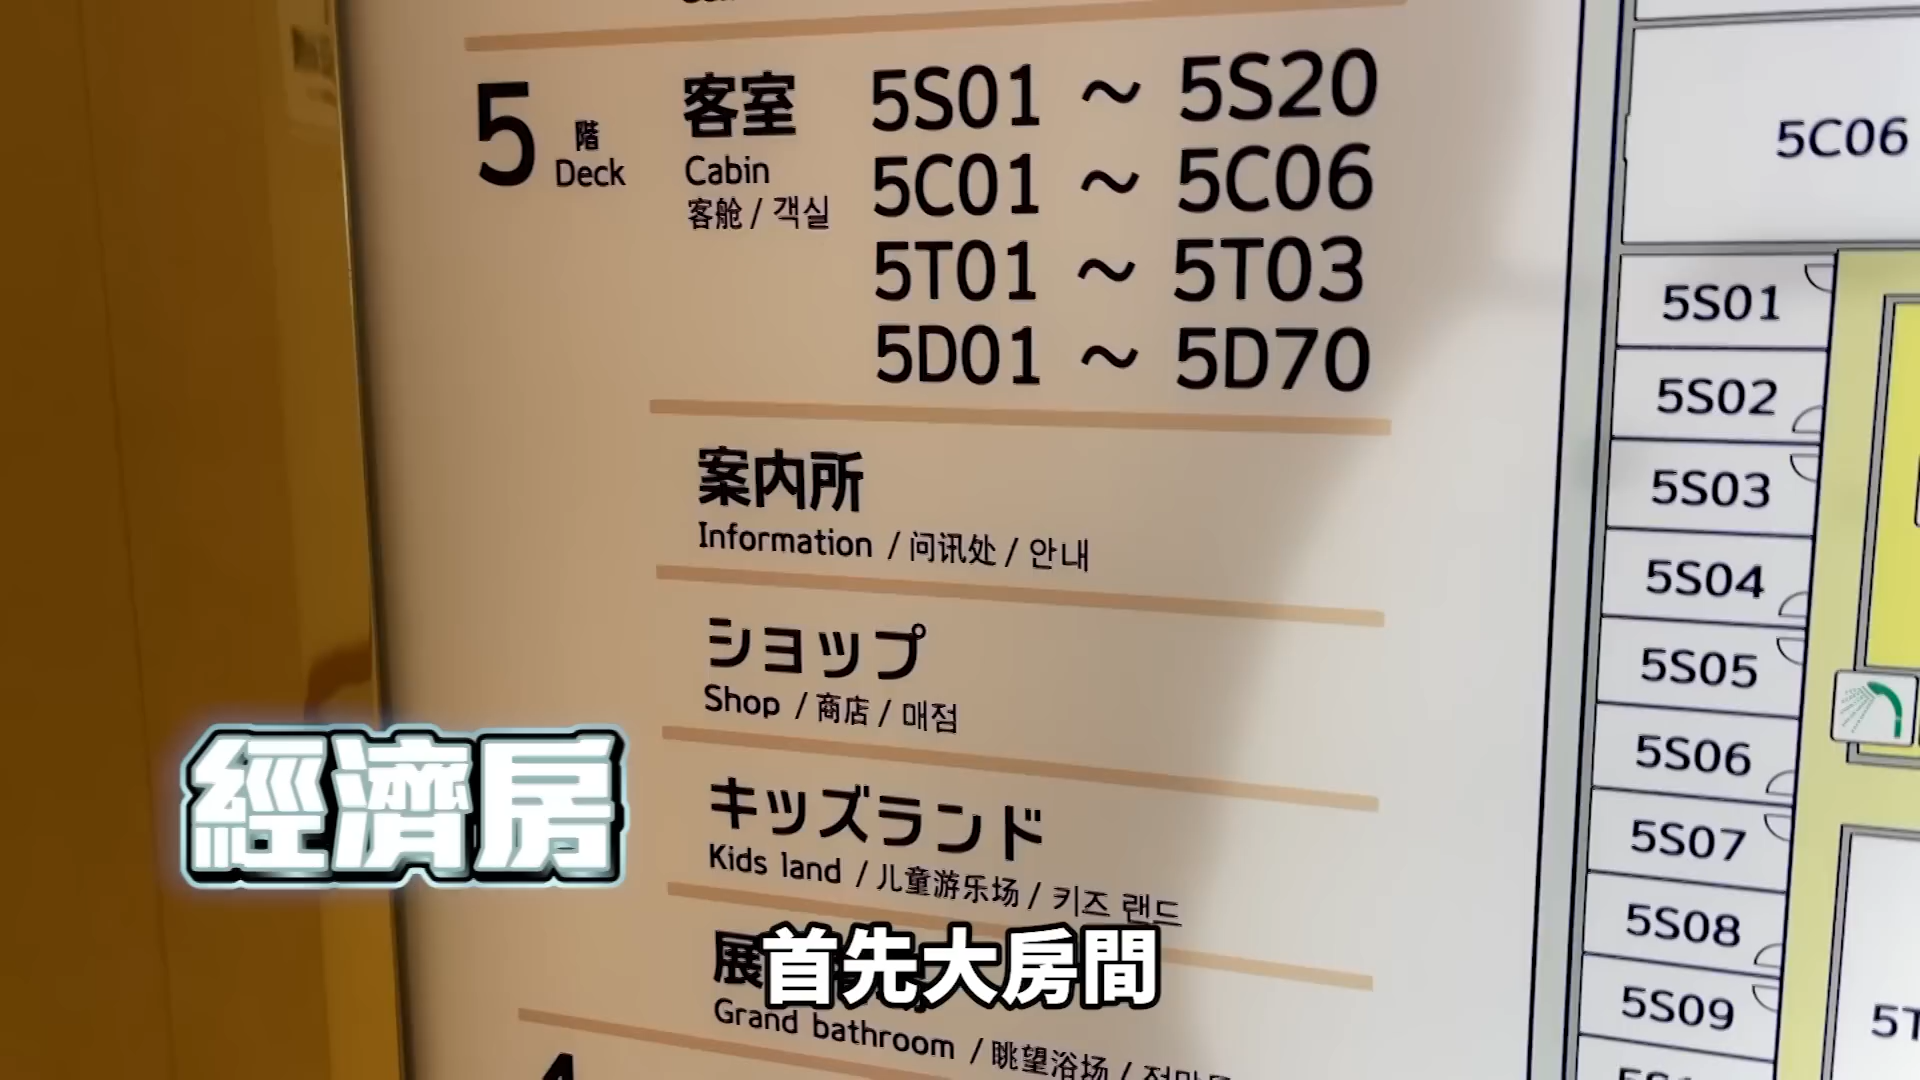 5 階 Deck
客室 5S01 ～ 5S20
Cabin 5C01 ～ 5C06
客舱 / 객실
5T01 ～ 5T03
5D01 ～ 5D70
案内所
Information / 问讯处 / 안내
ショップ
Shop / 商店 / 매점
キッズランド
Kids land / 儿童游乐场 / 키즈 랜드
展
Grand bathroom / 眺望浴场 /
經濟房
首先大房間
5C06
5S01
5S02
5S03
5S04
5S05
5S06
5S07
5S08
5S09